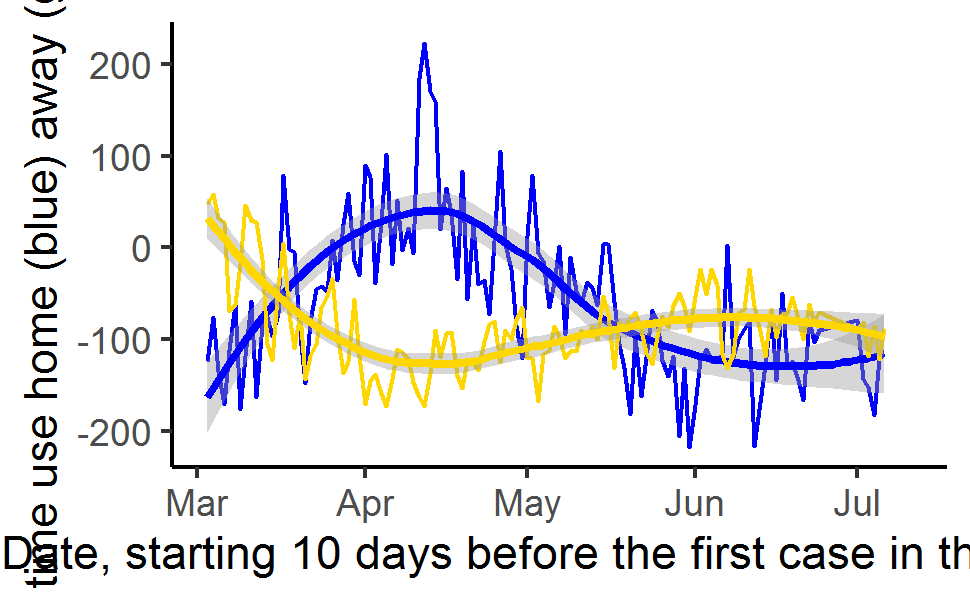 time use home (blue) away (
200
100
0
-100
-200
Mar Apr May Jun Jul
Date, starting 10 days before the first case in th